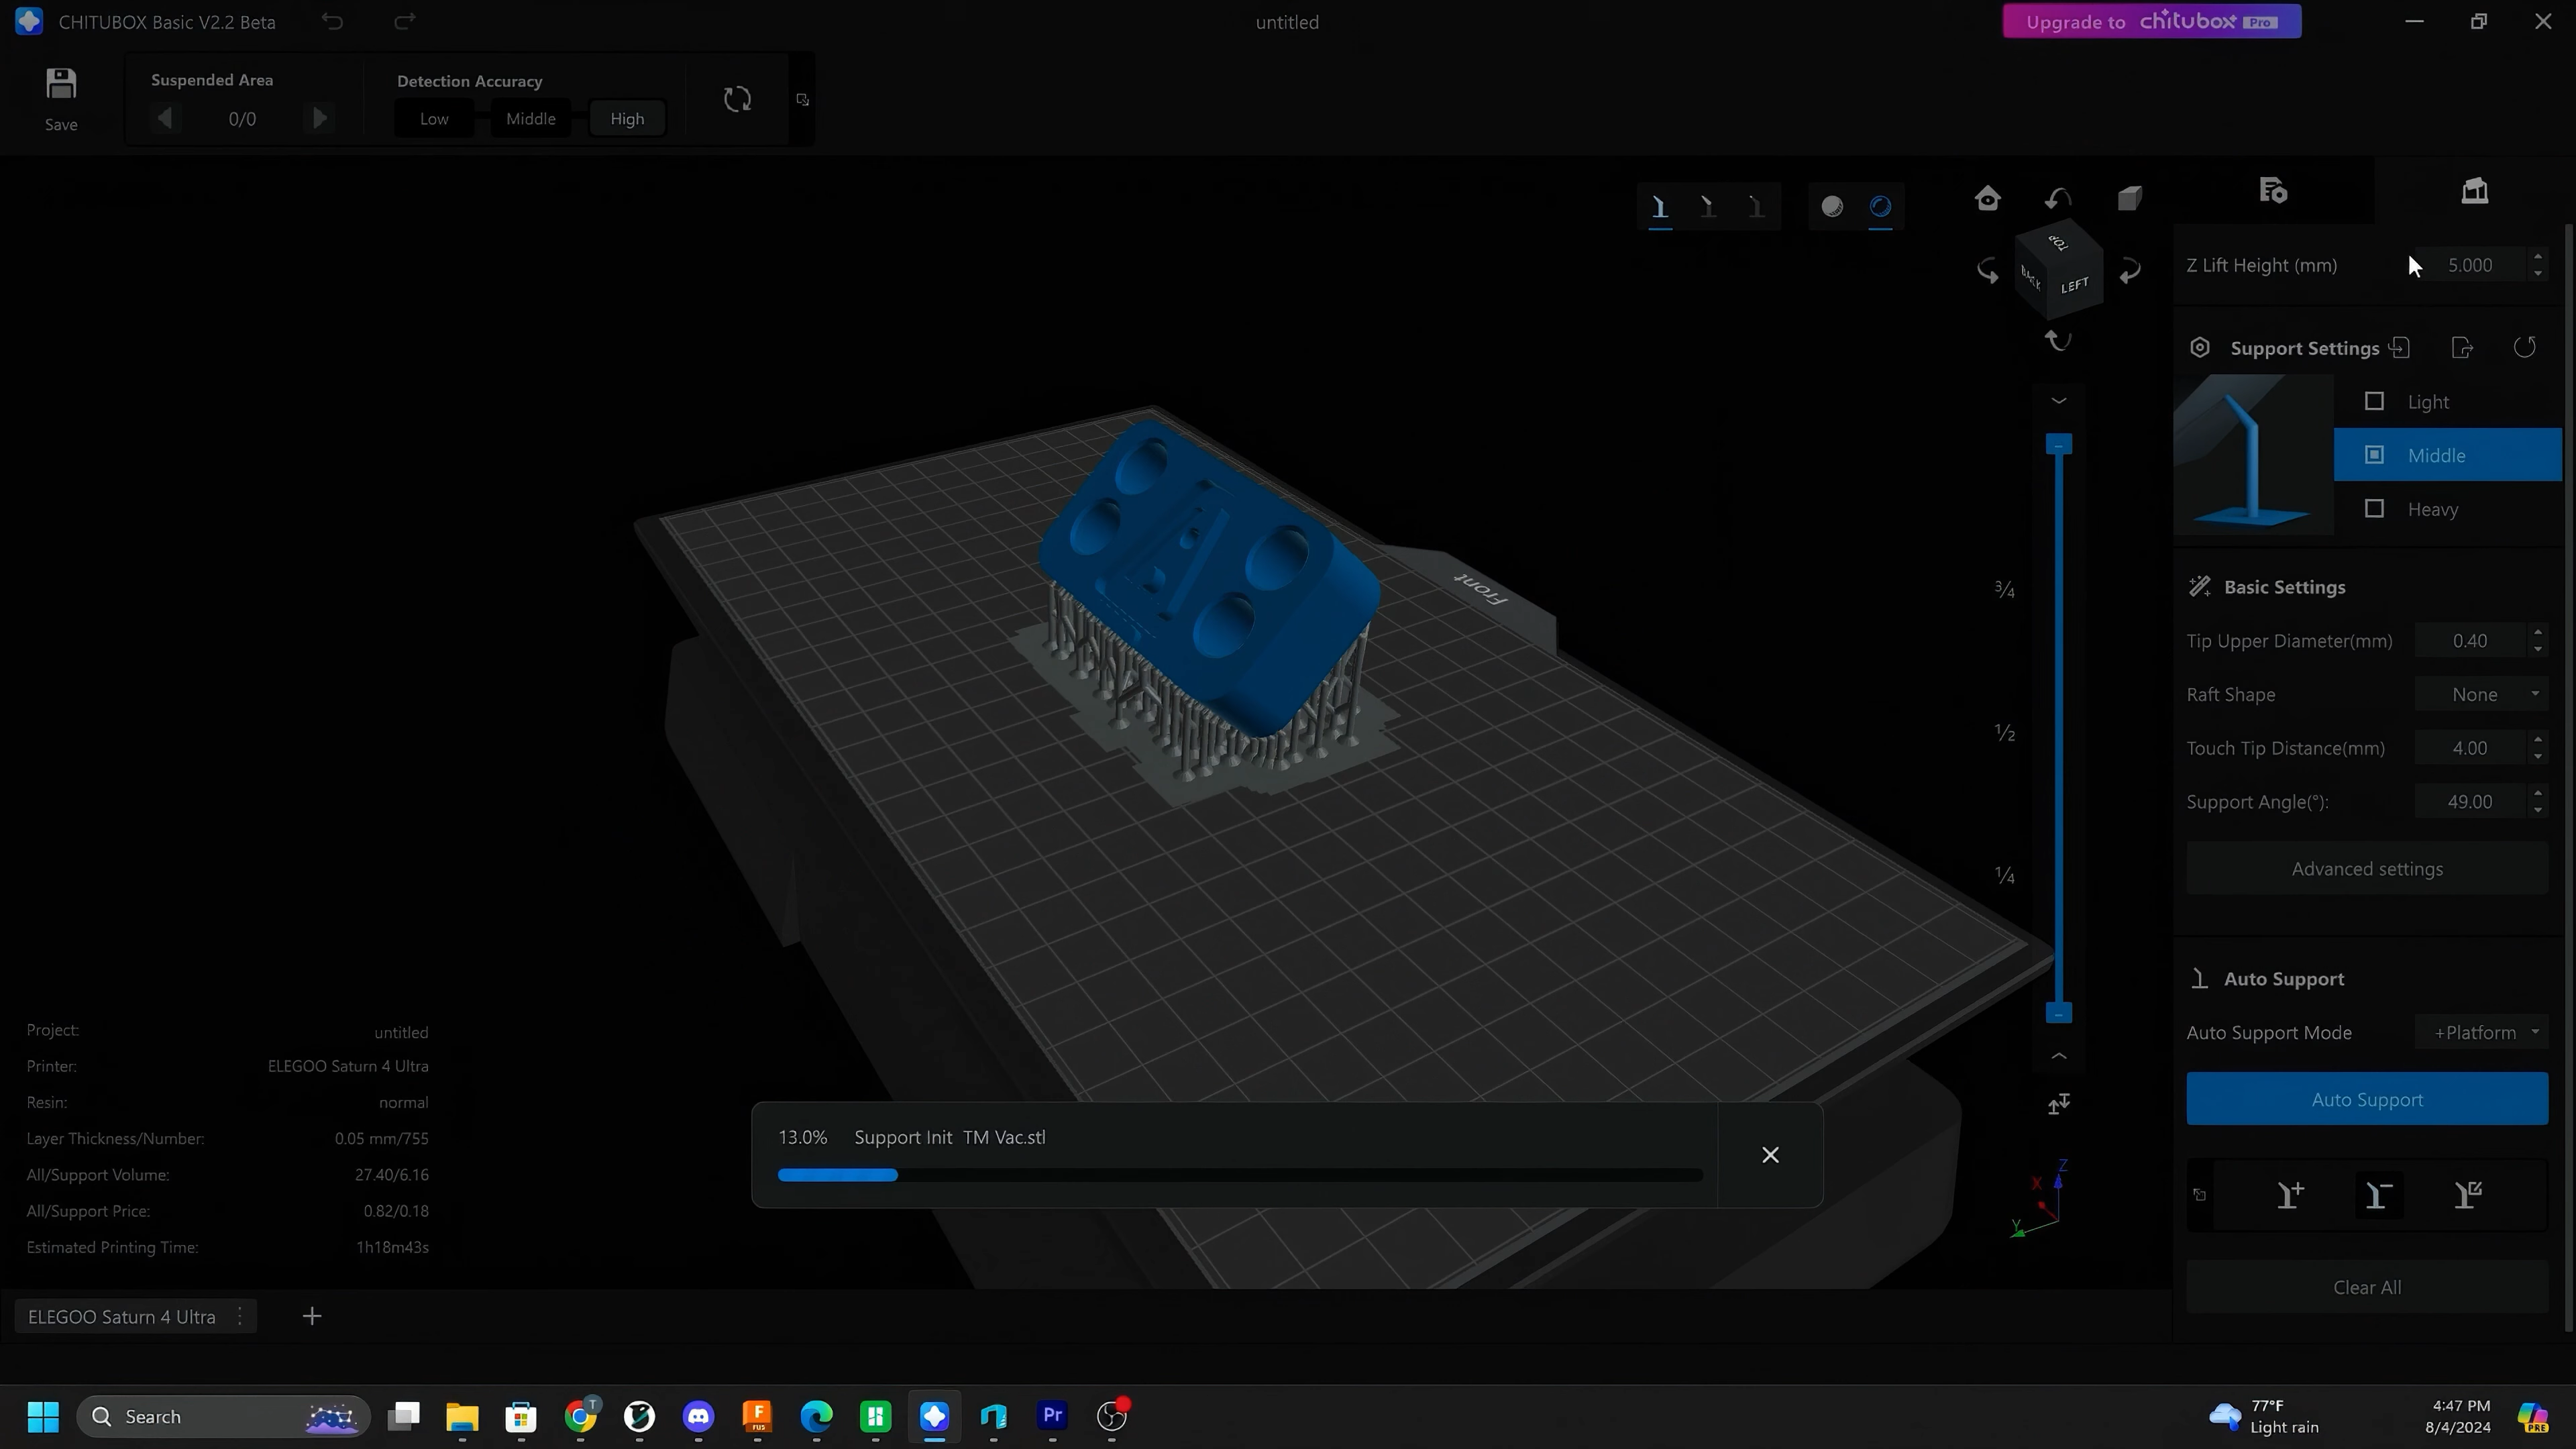 CHITUBOX Basic V2.2 Beta
untitled
Upgrade to chitubox Pro
Save
Suspended Area
0/0
Detection Accuracy
Low
Middle
High
TOP
BACK
LEFT
Front
3/4
1/2
1/4
Z Lift Height (mm)
5.000
Support Settings
Light
Middle
Heavy
Basic Settings
Tip Upper Diameter(mm)
0.40
Raft Shape
None
Touch Tip Distance(mm)
4.00
Support Angle(°):
49.00
Advanced settings
Auto Support
Auto Support Mode
+Platform
Auto Support
Clear All
Project:
untitled
Printer:
ELEGOO Saturn 4 Ultra
Resin:
normal
Layer Thickness/Number:
0.05 mm/755
All/Support Volume:
27.40/6.16
All/Support Price:
0.82/0.18
Estimated Printing Time:
1h18m43s
13.0% Support Init TM Vac.stl
Z
X
Y
ELEGOO Saturn 4 Ultra
Search
T
F
FUS
Pr
77°F
Light rain
4:47 PM
8/4/2024
PRE